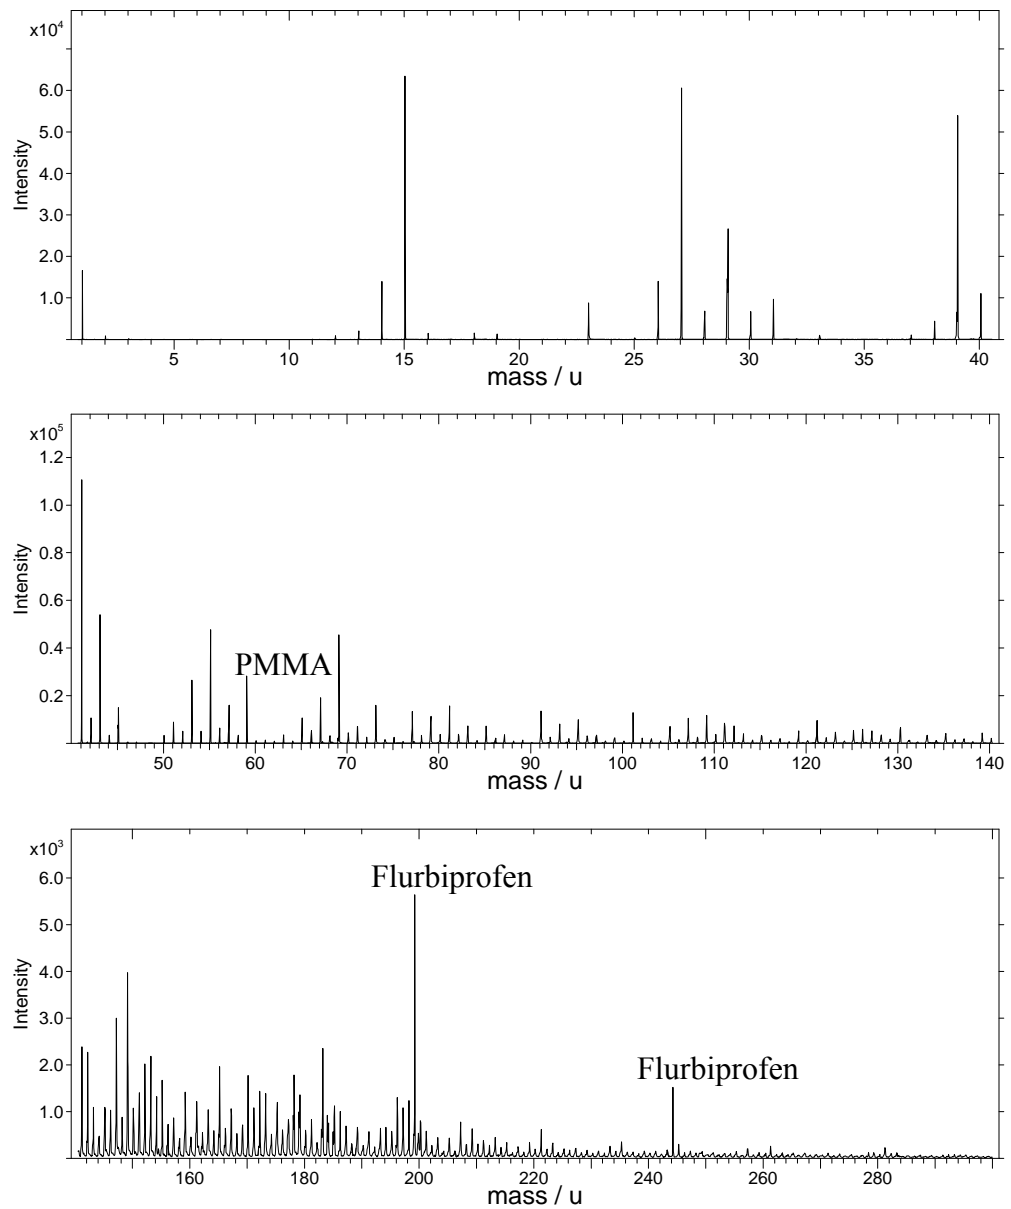 x10⁴
6.0
5.0
4.0
3.0
2.0
1.0
Intensity
5 10 15 20 25 30 35 40
mass / u
x10⁵
1.2
1.0
0.8
0.6
0.4
0.2
Intensity
PMMA
50 60 70 80 90 100 110 120 130 140
mass / u
x10³
6.0
5.0
4.0
3.0
2.0
1.0
Intensity
Flurbiprofen
Flurbiprofen
160 180 200 220 240 260 280
mass / u